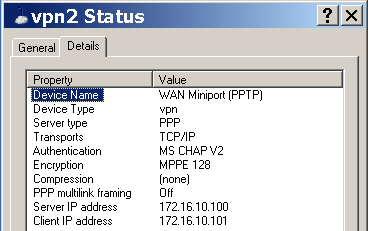 vpn2 Status
General Details
Property Value
Device Name WAN Miniport (PPTP)
Device Type vpn
Server type PPP
Transports TCP/IP
Authentication MS CHAP V2
Encryption MPPE 128
Compression (none)
PPP multilink framing Off
Server IP address 172.16.10.100
Client IP address 172.16.10.101